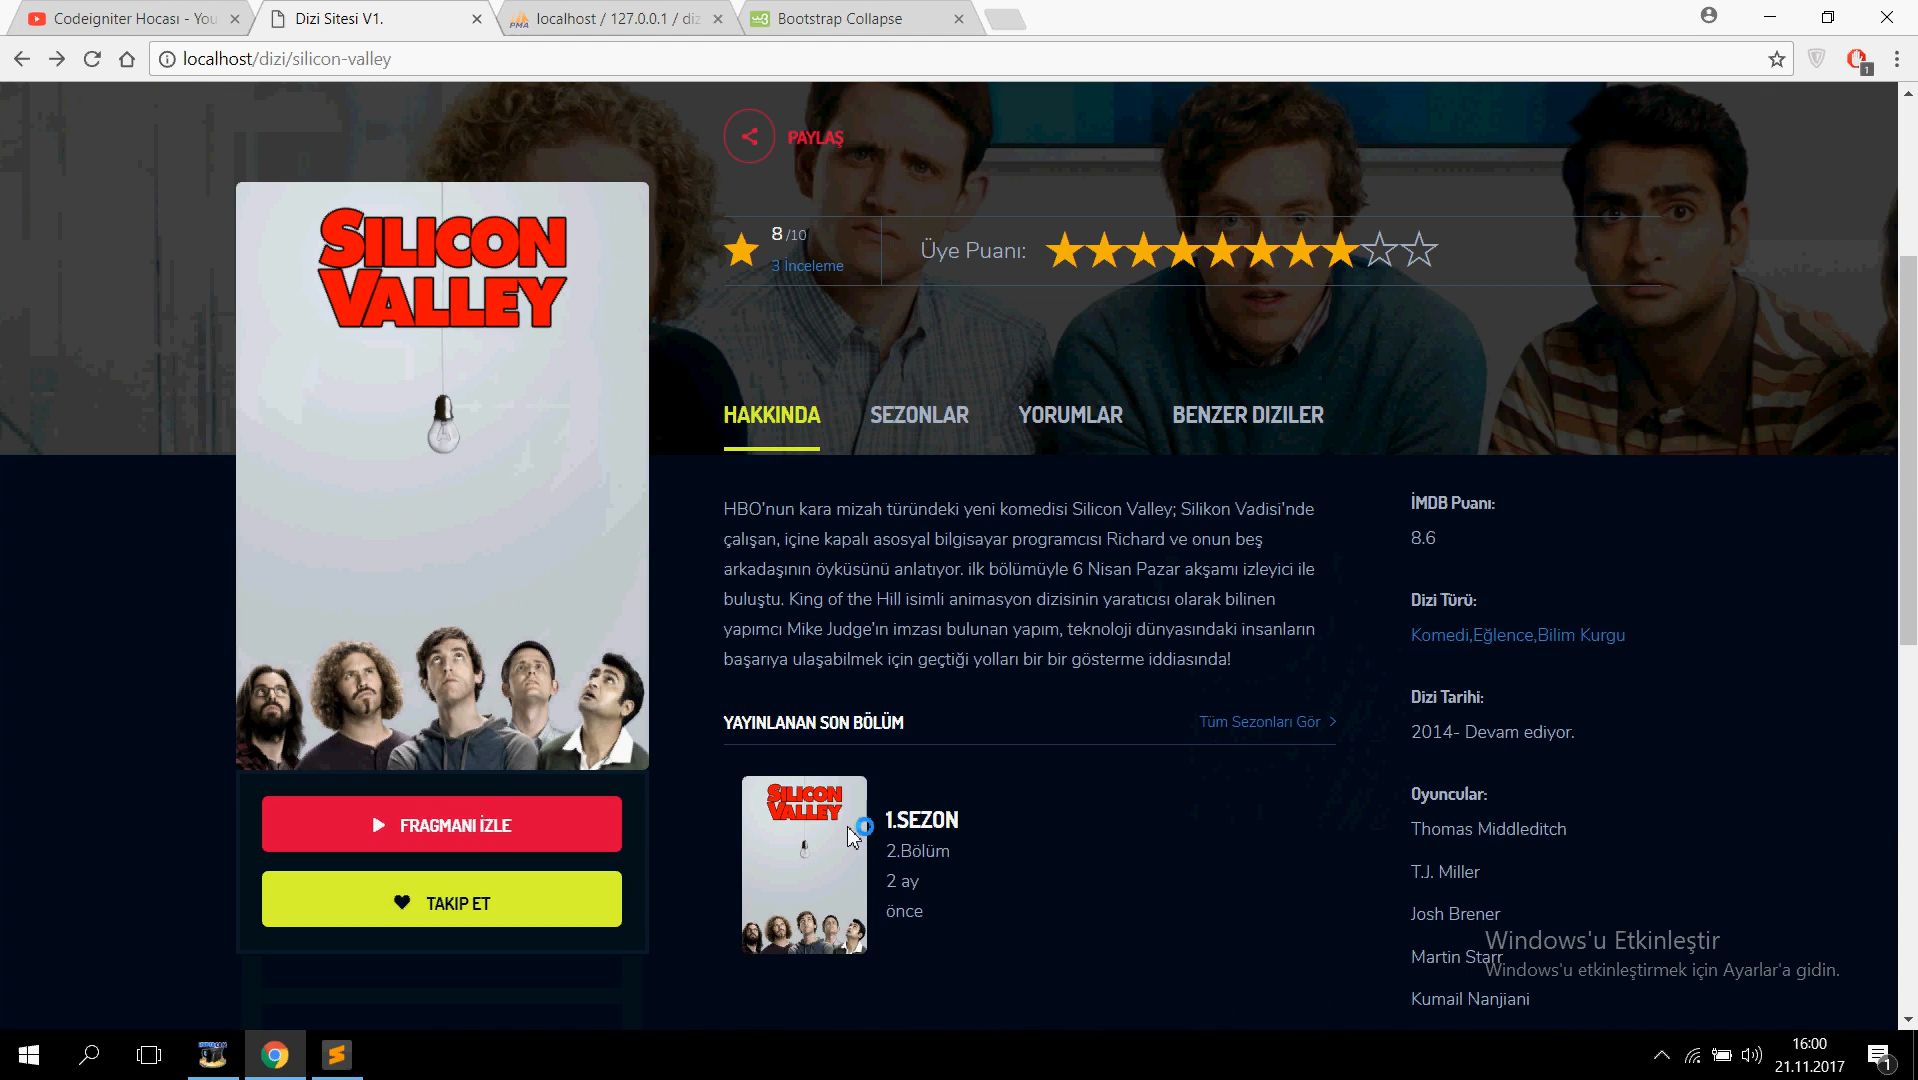 Codeigniter Hocası - You
Dizi Sitesi V1.
localhost / 127.0.0.1 / diz
Bootstrap Collapse
localhost/dizi/silicon-valley
1
PAYLAŞ
SILICON
VALLEY
8 /10
3 İnceleme
Üye Puanı:
HAKKINDA
SEZONLAR
YORUMLAR
BENZER DIZILER
HBO'nun kara mizah türündeki yeni komedisi Silicon Valley; Silikon Vadisi'nde
çalışan, içine kapalı asosyal bilgisayar programcısı Richard ve onun beş
arkadaşının öyküsünü anlatıyor. ilk bölümüyle 6 Nisan Pazar akşamı izleyici ile
buluştu. King of the Hill isimli animasyon dizisinin yaratıcısı olarak bilinen
yapımcı Mike Judge'ın imzası bulunan yapım, teknoloji dünyasındaki insanların
başarıya ulaşabilmek için geçtiği yolları bir bir gösterme iddiasında!
YAYINLANAN SON BÖLÜM
Tüm Sezonları Gör >
SILICON
VALLEY
1.SEZON
2.Bölüm
2 ay
önce
FRAGMANI İZLE
TAKIP ET
İMDB Puanı:
8.6
Dizi Türü:
Komedi,Eğlence,Bilim Kurgu
Dizi Tarihi:
2014- Devam ediyor.
Oyuncular:
Thomas Middleditch
T.J. Miller
Josh Brener
Martin Starr
Kumail Nanjiani
Windows'u Etkinleştir
Windows'u etkinleştirmek için Ayarlar'a gidin.
16:00
21.11.2017
1